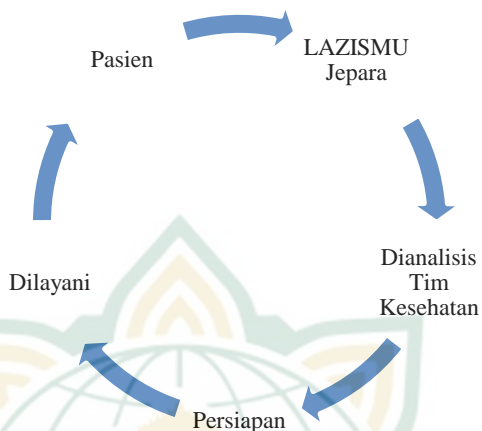 Pasien
LAZISMU
Jepara
Dianalisis
Tim
Kesehatan
Persiapan
Dilayani